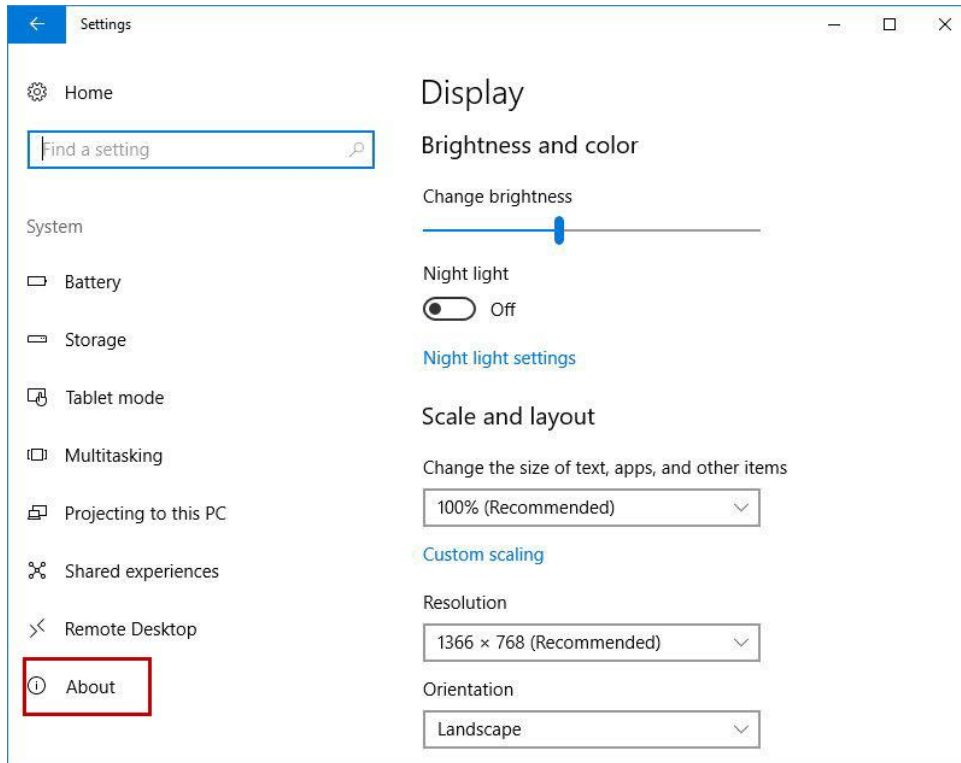 Settings
Home
Find a setting
System
Battery
Storage
Tablet mode
Multitasking
Projecting to this PC
Shared experiences
Remote Desktop
About
Display
Brightness and color
Change brightness
Night light
Off
Night light settings
Scale and layout
Change the size of text, apps, and other items
100% (Recommended)
Custom scaling
Resolution
1366 × 768 (Recommended)
Orientation
Landscape